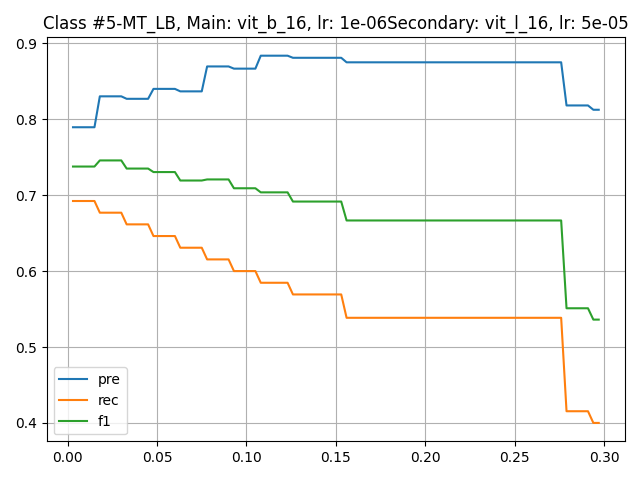 Class #5-MT_LB, Main: vit_b_16, lr: 1e-06Secondary: vit_l_16, lr: 5e-05
0.9
0.8
0.7
0.6
0.5
0.4
pre
rec
f1
0.00 0.05 0.10 0.15 0.20 0.25 0.30